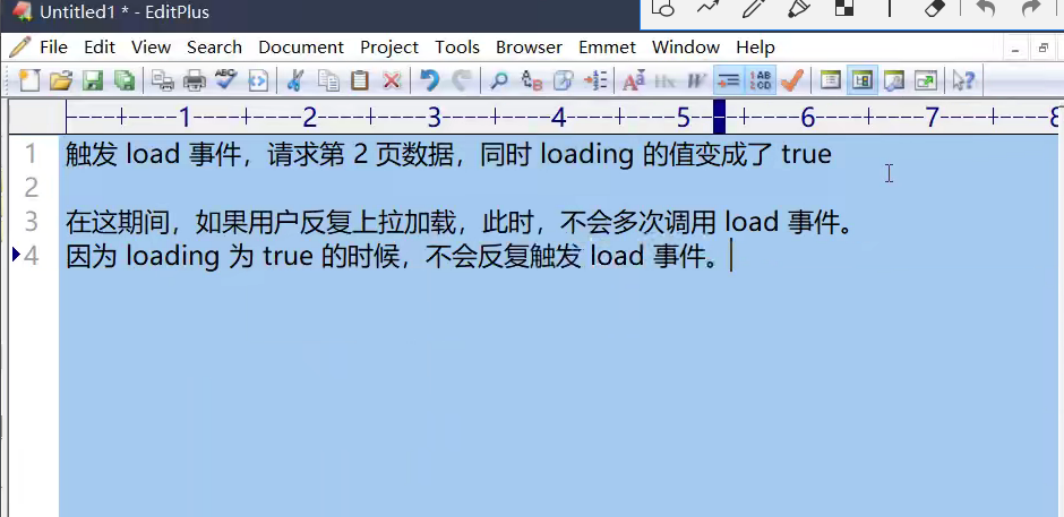 Untitled1 * - EditPlus
File Edit View Search Document Project Tools Browser Emmet Window Help
----+----1----+----2----+----3----+----4----+----5----+----6----+----7----+----8
1 触发 load 事件，请求第 2 页数据，同时 loading 的值变成了 true
2
3 在这期间，如果用户反复上拉加载，此时，不会多次调用 load 事件。
4 因为 loading 为 true 的时候，不会反复触发 load 事件。